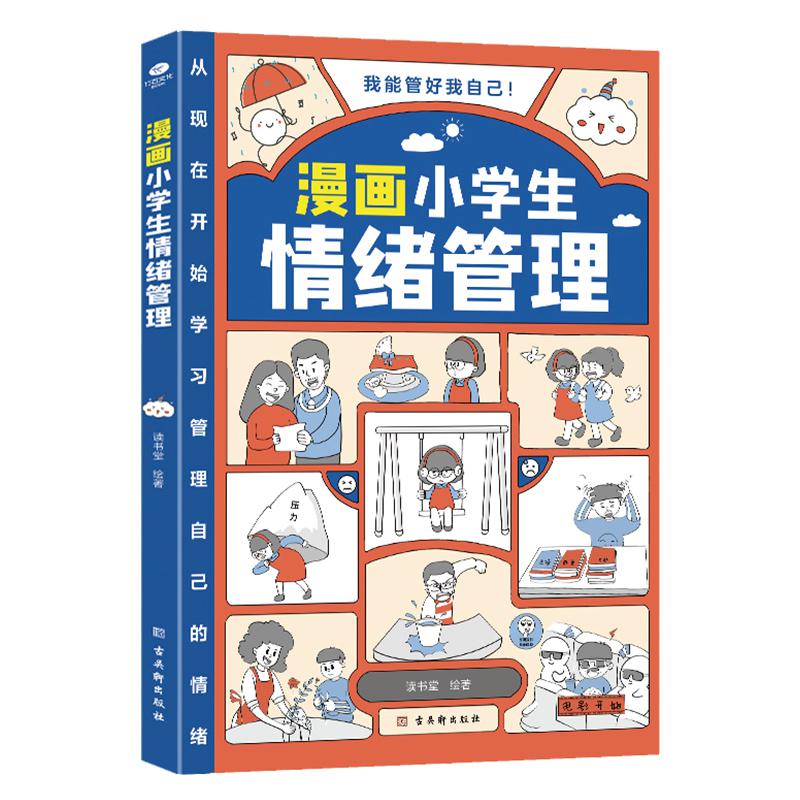 我能管好我自己！
漫画小学生
情绪管理
从现在开始学习管理自己的情绪
压力
读书堂 绘著
古吴轩出版社
电影开始
漫画小学生情绪管理
读书堂 绘著
古吴轩出版社